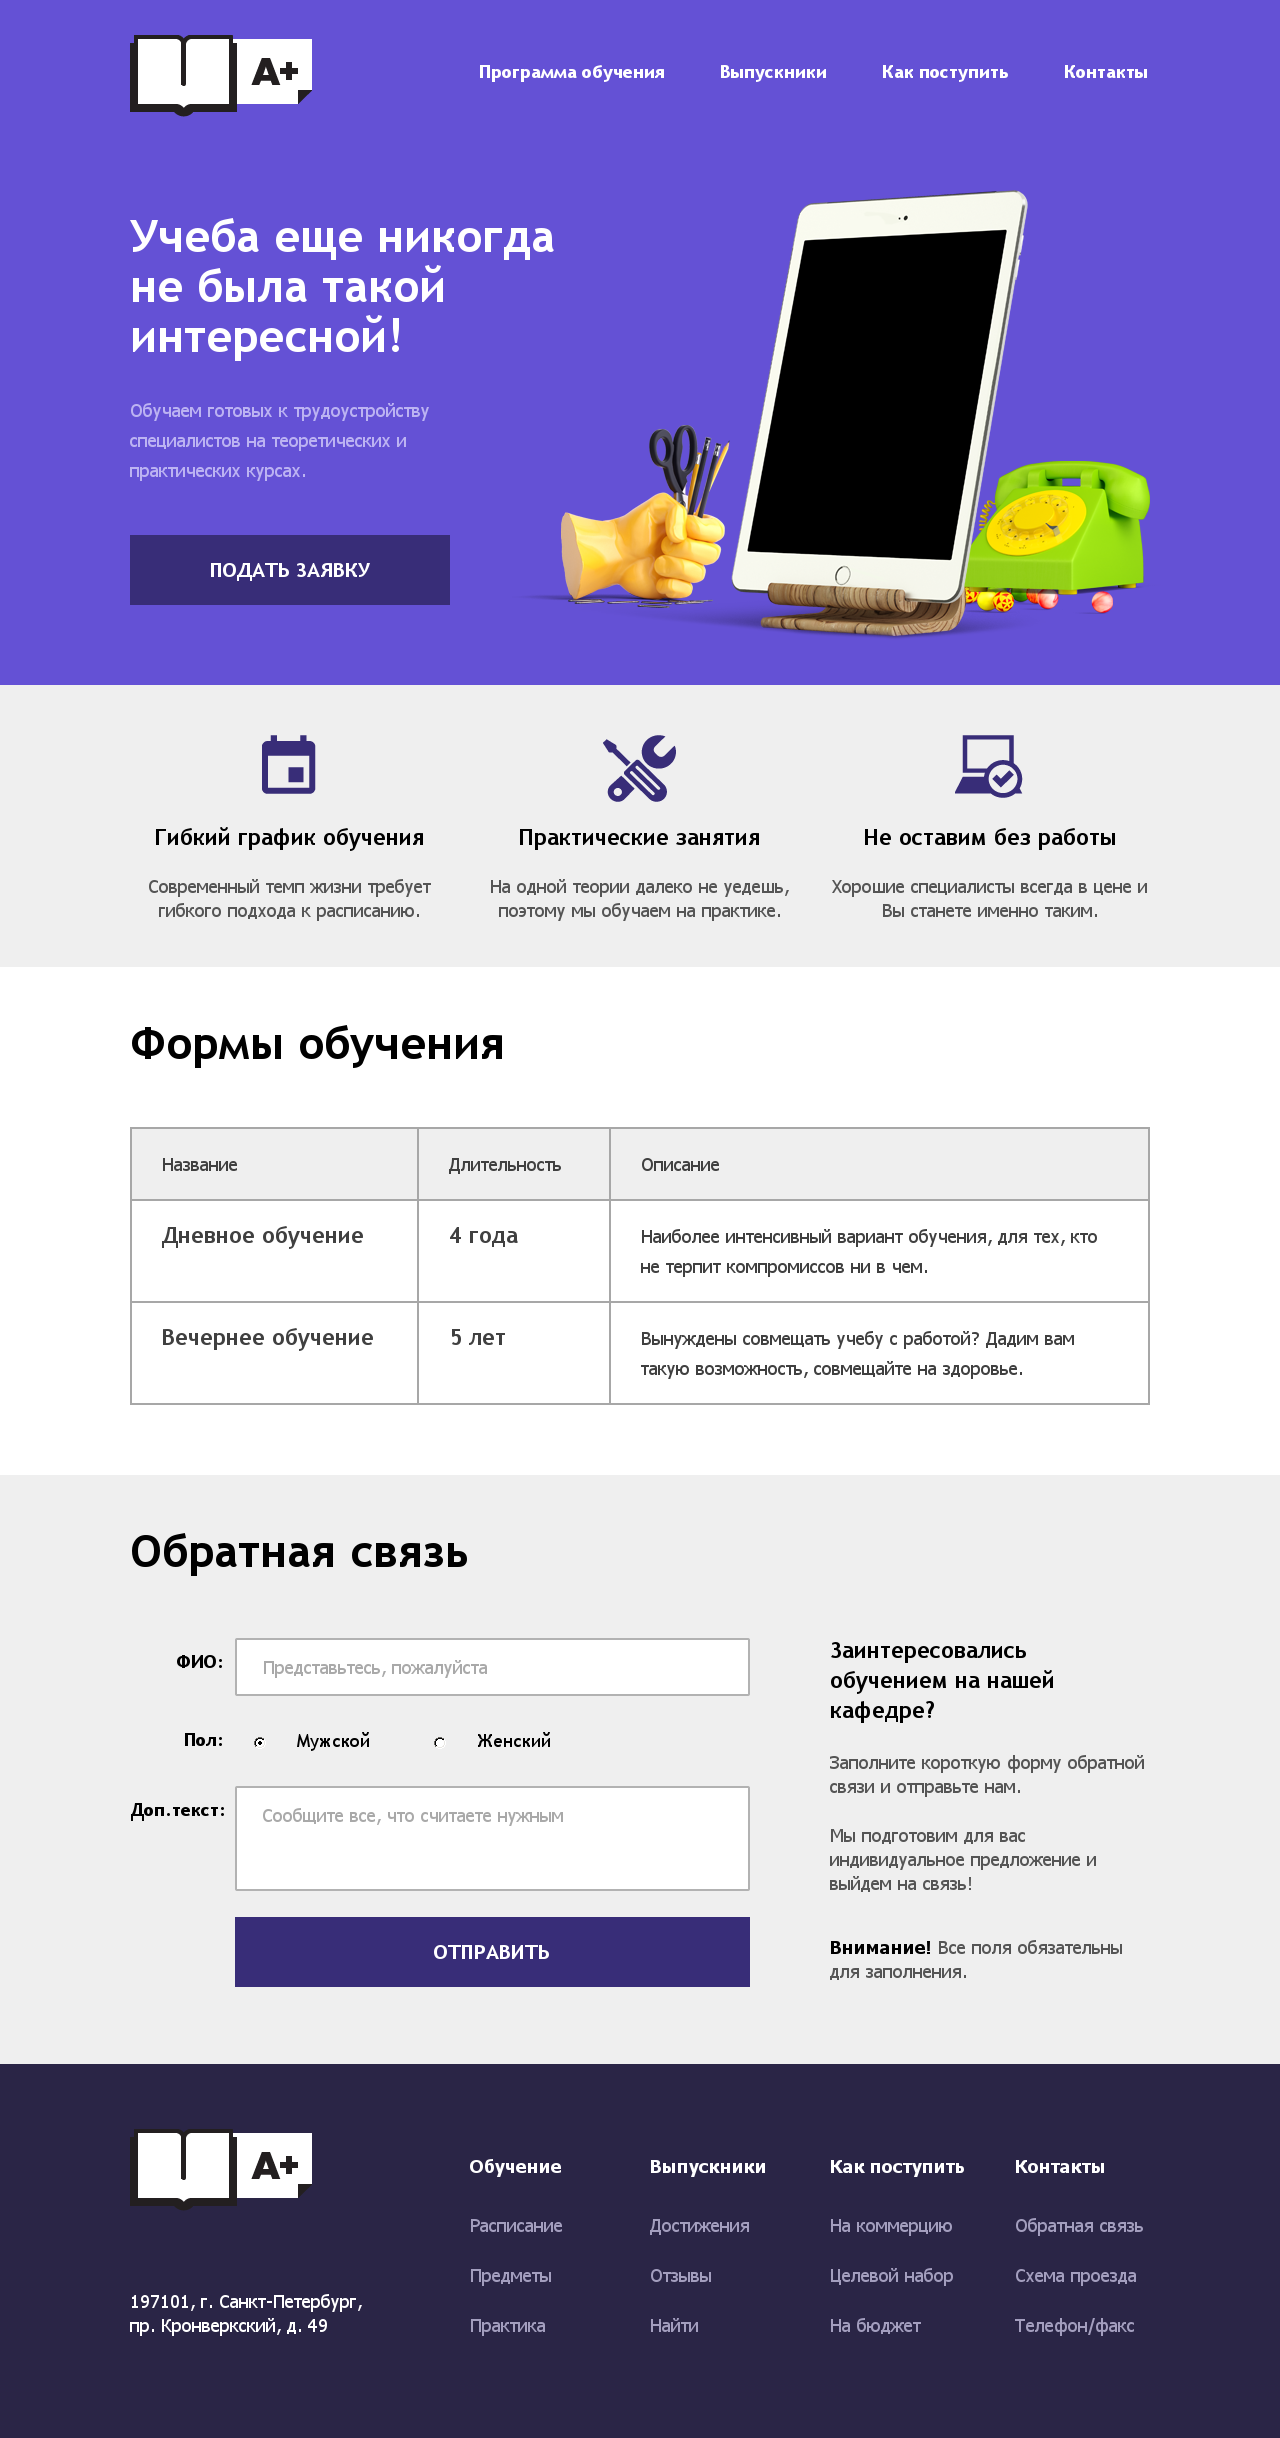 A+
Программа обучения Выпускники Как поступить Контакты
Учеба еще никогда
не была такой
интересной!
Обучаем готовых к трудоустройству
специалистов на теоретических и
практических курсах.
ПОДАТЬ ЗАЯВКУ
Гибкий график обучения
Современный темп жизни требует
гибкого подхода к расписанию.
Практические занятия
На одной теории далеко не уедешь,
поэтому мы обучаем на практике.
Не оставим без работы
Хорошие специалисты всегда в цене и
Вы станете именно таким.
Формы обучения
Название Длительность Описание
Дневное обучение 4 года Наиболее интенсивный вариант обучения, для тех, кто
не терпит компромиссов ни в чем.
Вечернее обучение 5 лет Вынуждены совмещать учебу с работой? Дадим вам
такую возможность, совмещайте на здоровье.
Обратная связь
ФИО: Представьтесь, пожалуйста
Пол: Мужской Женский
Доп.текст: Сообщите все, что считаете нужным
ОТПРАВИТЬ
Заинтересовались
обучением на нашей
кафедре?
Заполните короткую форму обратной
связи и отправьте нам.
Мы подготовим для вас
индивидуальное предложение и
выйдем на связь!
Внимание! Все поля обязательны
для заполнения.
A+
197101, г. Санкт-Петербург,
пр. Кронверкский, д. 49
Обучение
Расписание
Предметы
Практика
Выпускники
Достижения
Отзывы
Найти
Как поступить
На коммерцию
Целевой набор
На бюджет
Контакты
Обратная связь
Схема проезда
Телефон/факс